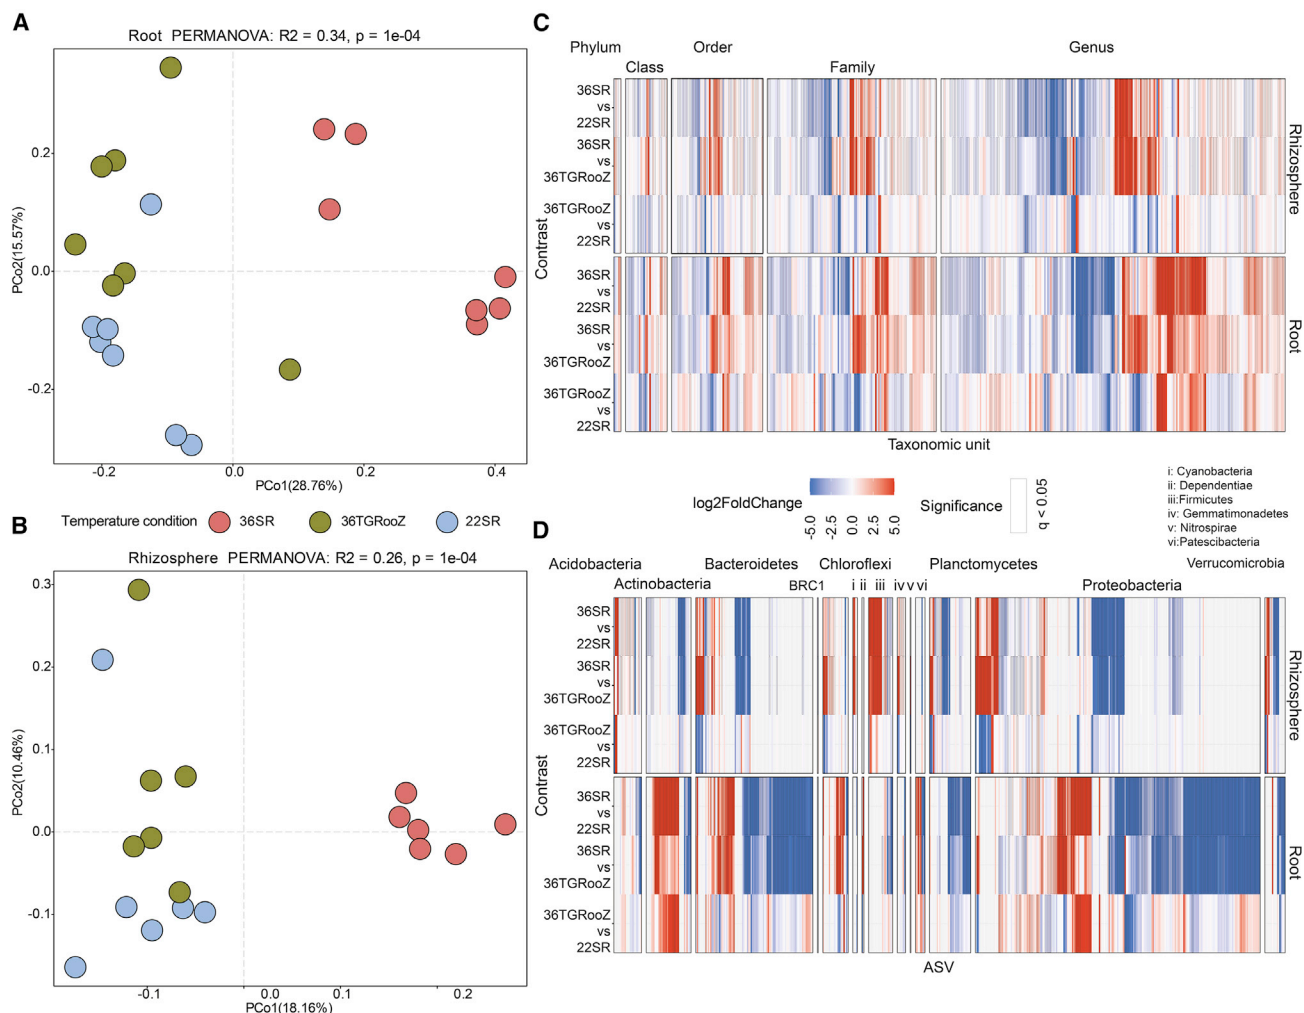 A
Root PERMANOVA: R2 = 0.34, p = 1e-04
PCo2(15.57%)
0.2
0.0
-0.2
-0.2
0.0
0.2
0.4
PCo1(28.76%)
B
Temperature condition
36SR
36TGRooZ
22SR
Rhizosphere PERMANOVA: R2 = 0.26, p = 1e-04
PCo2(10.46%)
0.3
0.2
0.1
0.0
-0.1
-0.1
0.0
0.1
0.2
PCo1(18.16%)
C
Phylum
Class
Order
Family
Genus
Contrast
36SR
vs
22SR
36SR
vs
36TGRooZ
36TGRooZ
vs
22SR
Rhizosphere
36SR
vs
22SR
36SR
vs
36TGRooZ
36TGRooZ
vs
22SR
Root
Taxonomic unit
log2FoldChange
-5.0
-2.5
0.0
2.5
5.0
Significance
p < 0.05
i: Cyanobacteria
ii: Dependentiae
iii:Firmicutes
iv: Gemmatimonadetes
v: Nitrospirae
vi:Patescibacteria
D
Acidobacteria
Actinobacteria
Bacteroidetes
BRC1
Chloroflexi
i ii iii iv v vi
Planctomycetes
Proteobacteria
Verrucomicrobia
Contrast
36SR
vs
22SR
36SR
vs
36TGRooZ
36TGRooZ
vs
22SR
Rhizosphere
36SR
vs
22SR
36SR
vs
36TGRooZ
36TGRooZ
vs
22SR
Root
ASV